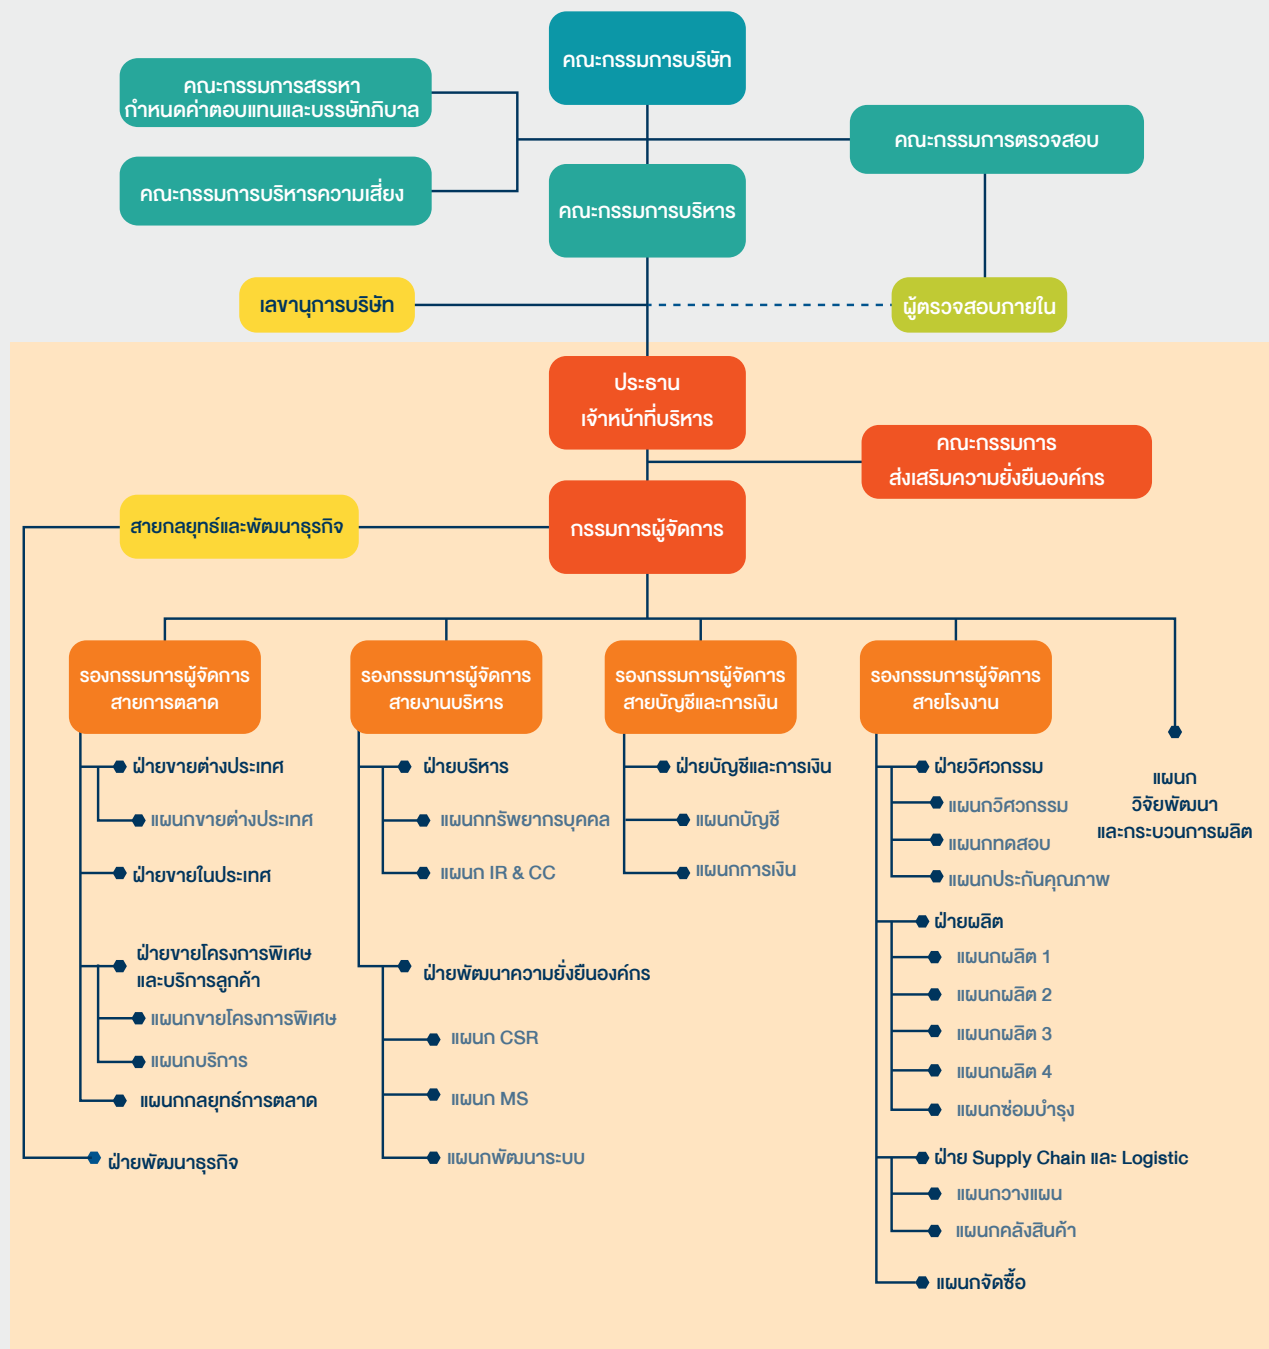 คณะกรรมการบริษัท
คณะกรรมการสรรหา
กำหนดค่าตอบแทนและบรรษัทภิบาล
คณะกรรมการตรวจสอบ
คณะกรรมการบริหารความเสี่ยง
คณะกรรมการบริหาร
เลขานุการบริษัท
ผู้ตรวจสอบภายใน
ประธาน
เจ้าหน้าที่บริหาร
คณะกรรมการ
ส่งเสริมความยั่งยืนองค์กร
สายกลยุทธ์และพัฒนาธุรกิจ
กรรมการผู้จัดการ
รองกรรมการผู้จัดการ
สายการตลาด
ฝ่ายขายต่างประเทศ
แผนกขายต่างประเทศ
ฝ่ายขายในประเทศ
ฝ่ายขายโครงการพิเศษ
และบริการลูกค้า
แผนกขายโครงการพิเศษ
แผนกบริการ
แผนกกลยุทธ์การตลาด
ฝ่ายพัฒนาธุรกิจ
รองกรรมการผู้จัดการ
สายงานบริหาร
ฝ่ายบริหาร
แผนกทรัพยากรบุคคล
แผนก IR & CC
ฝ่ายพัฒนาความยั่งยืนองค์กร
แผนก CSR
แผนก MS
แผนกพัฒนาระบบ
รองกรรมการผู้จัดการ
สายบัญชีและการเงิน
ฝ่ายบัญชีและการเงิน
แผนกบัญชี
แผนกการเงิน
รองกรรมการผู้จัดการ
สายโรงงาน
ฝ่ายวิศวกรรม
แผนกวิศวกรรม
แผนกทดสอบ
แผนกประกันคุณภาพ
ฝ่ายผลิต
แผนกผลิต 1
แผนกผลิต 2
แผนกผลิต 3
แผนกผลิต 4
แผนกซ่อมบำรุง
ฝ่าย Supply Chain และ Logistic
แผนกวางแผน
แผนกคลังสินค้า
แผนกจัดซื้อ
แผนก
วิจัยพัฒนา
และกระบวนการผลิต